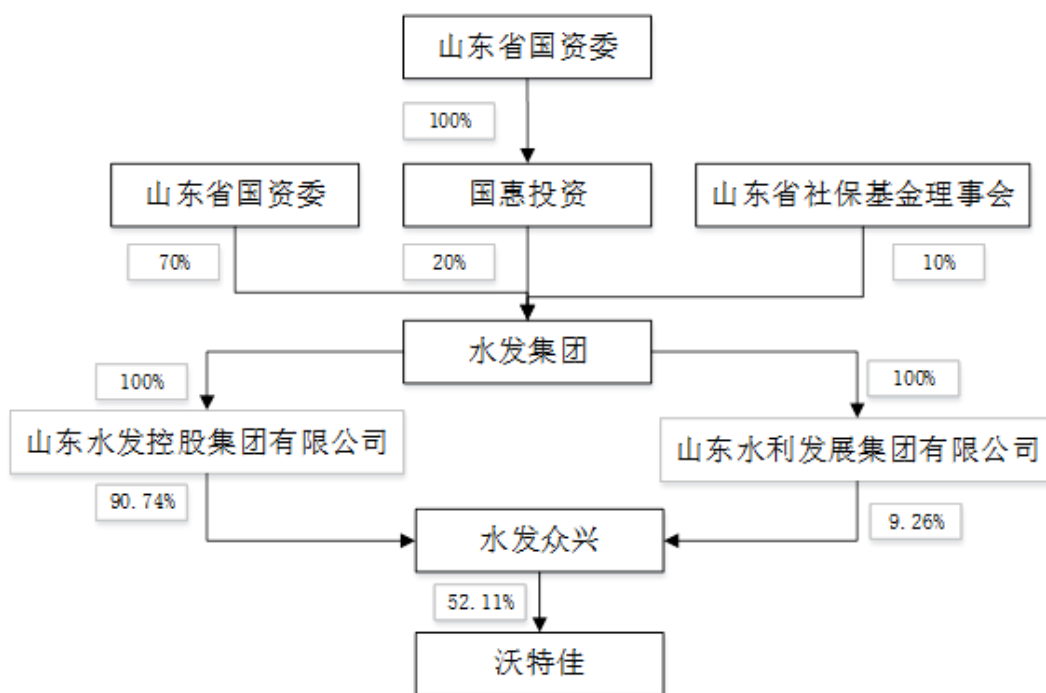 山东省国资委
100%
山东省国资委
国惠投资
山东省社保基金理事会
70%
20%
10%
水发集团
100%
100%
山东水发控股集团有限公司
山东水利发展集团有限公司
90.74%
9.26%
水发众兴
52.11%
沃特佳